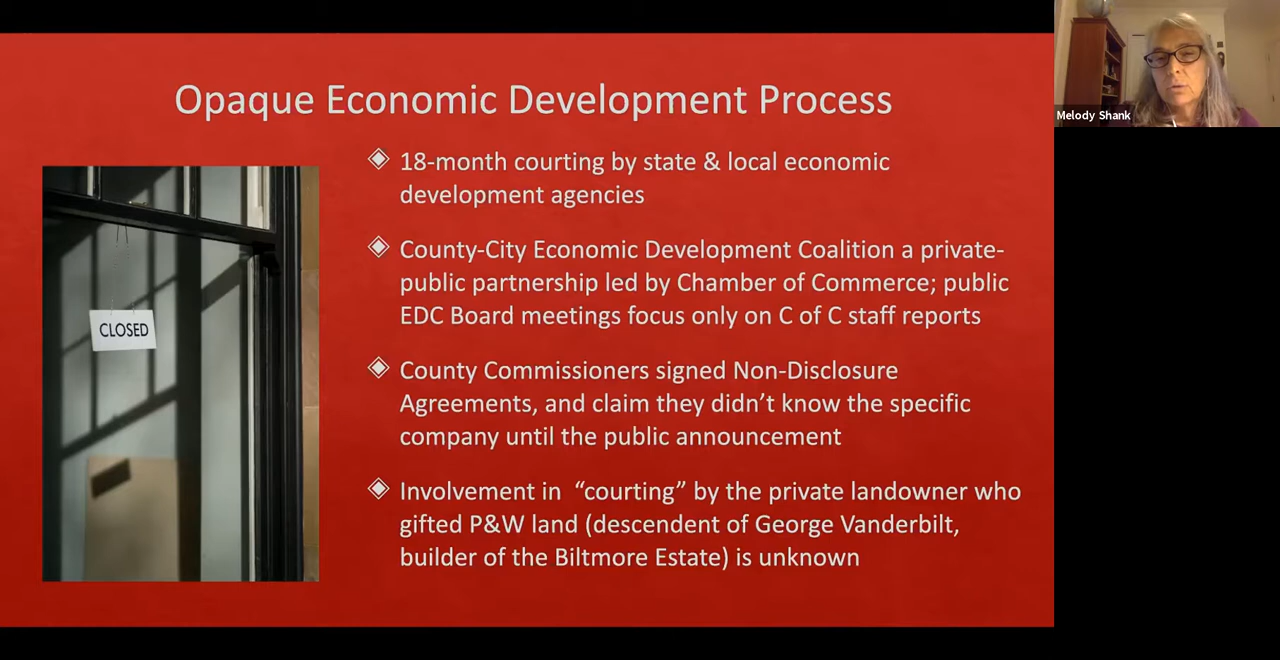 Opaque Economic Development Process
18-month courting by state & local economic
development agencies
County-City Economic Development Coalition a private-
public partnership led by Chamber of Commerce; public
EDC Board meetings focus only on C of C staff reports
County Commissioners signed Non-Disclosure
Agreements, and claim they didn’t know the specific
company until the public announcement
Involvement in  “courting” by the private landowner who
gifted P&W land (descendent of George Vanderbilt,
builder of the Biltmore Estate) is unknown
CLOSED
Melody Shank